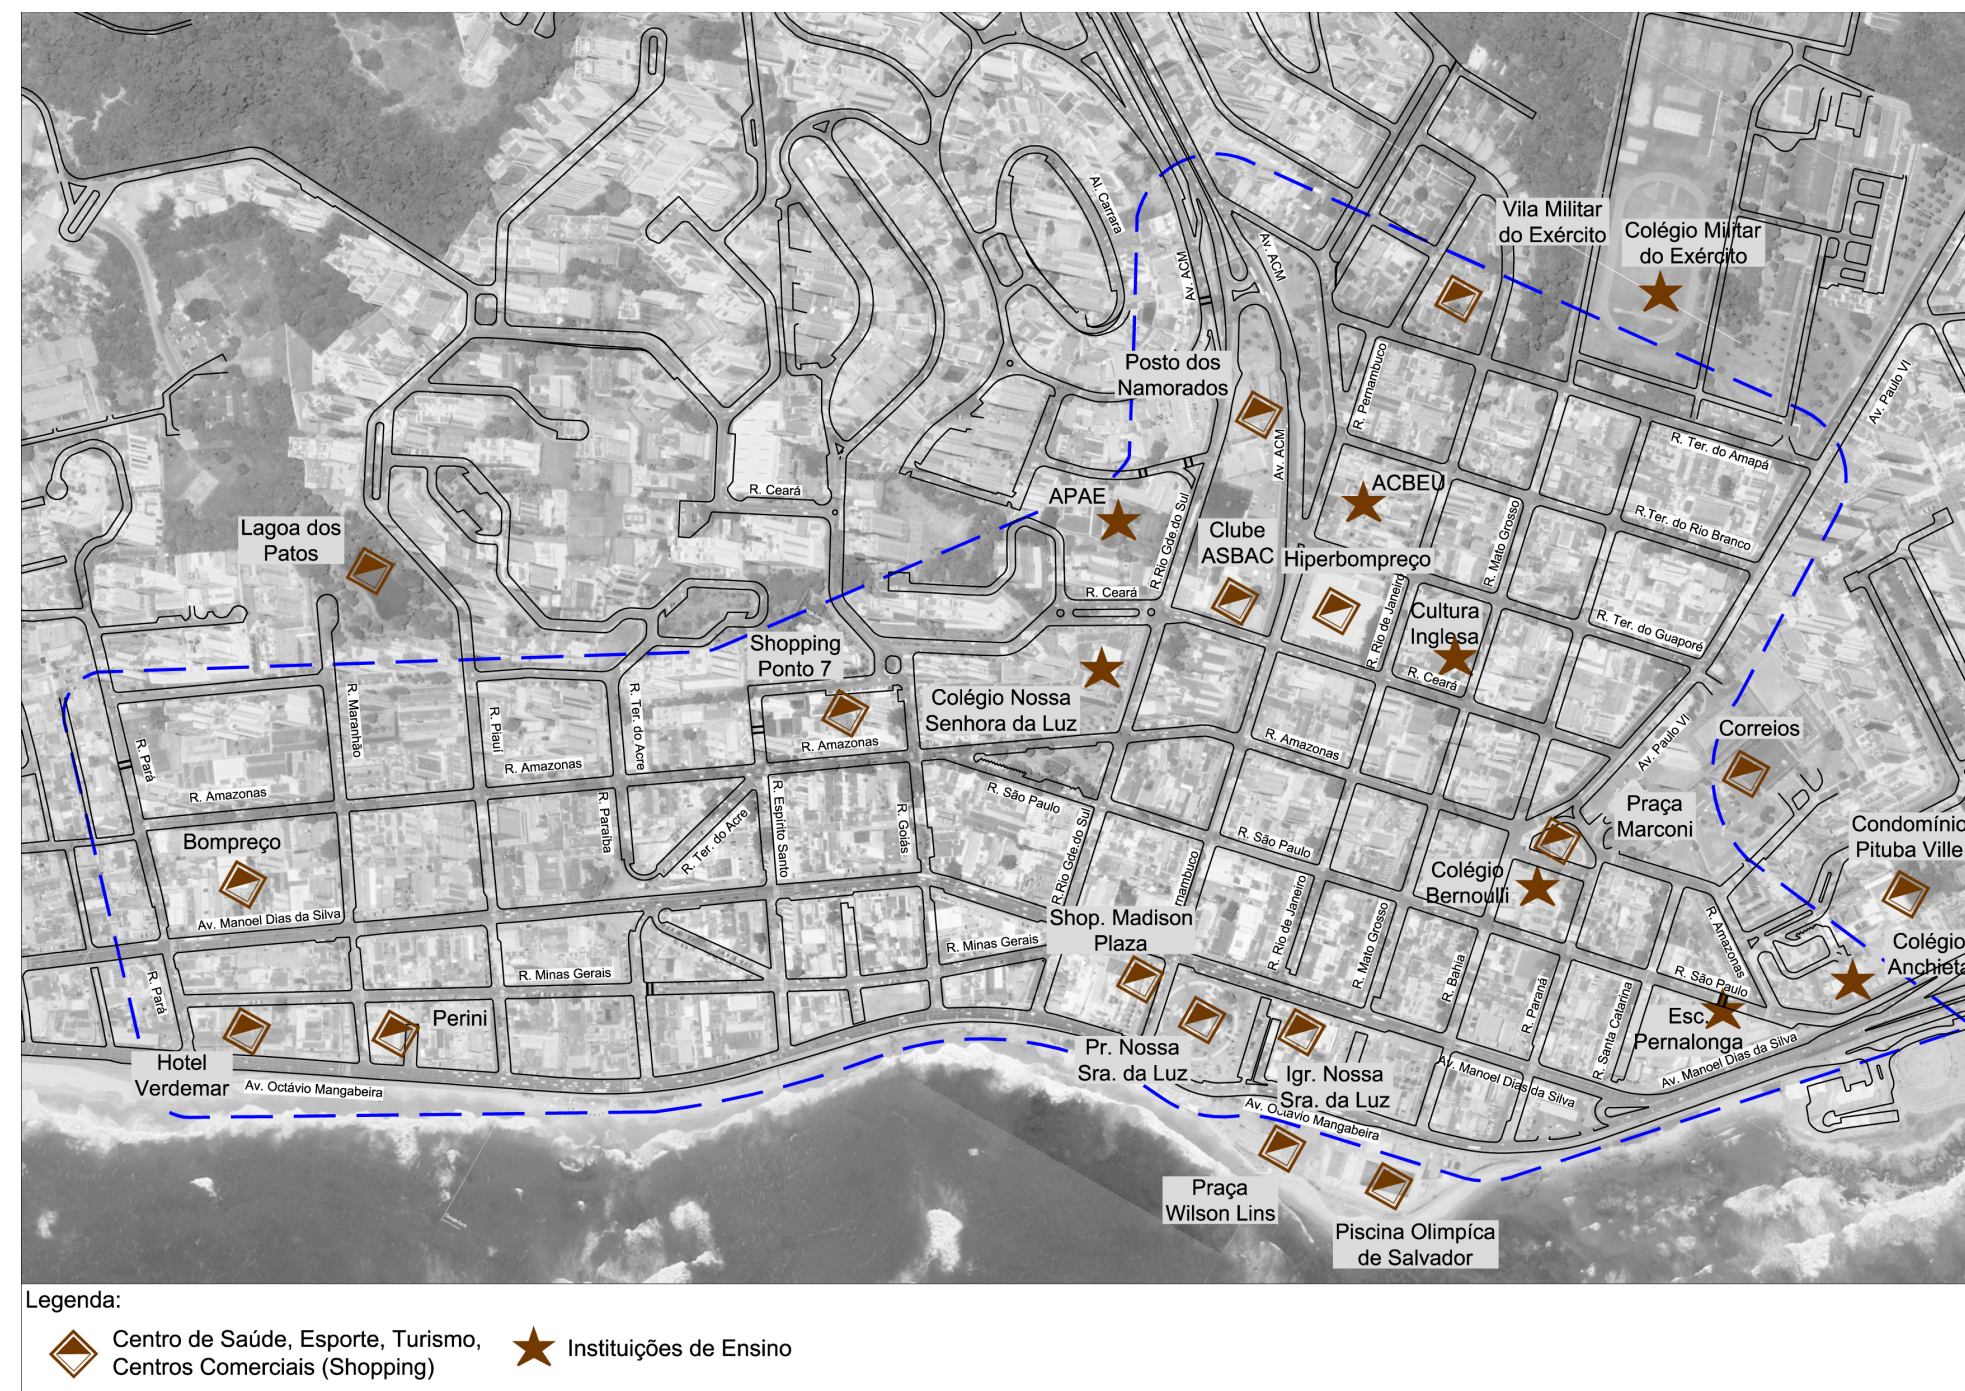 Al. Carrara
Av. ACM
Av. ACM
Vila Militar
do Exército
Colégio Militar
do Exército
Posto dos
Namorados
R. Pernambuco
Av. Paulo VI
Av. ACM
R. Ter. do Amapá
R. Ceará
APAE
ACBEU
R.Rio Gde.do Sul
R. Mato Grosso
R.Ter. do Rio Branco
Lagoa dos
Patos
Clube
ASBAC
Hiperbompreço
R. Ceará
R. Rio de Janeiro
Cultura
Inglesa
R. Ter. do Guaporé
Shopping
Ponto 7
R. Ceará
Colégio Nossa
Senhora da Luz
R. Maranhão
R. Piauí
R. Ter. do Acre
R. Pará
R. Amazonas
R. Amazonas
R. Amazonas
R. Amazonas
Av. Paulo VI
Correios
R. São Paulo
R. Paraíba
R. Ter. do Acre
R. Espírito Santo
R. Goiás
R.Rio Gde.do Sul
R. São Paulo
Praça
Marconi
Condomínio
Pituba Ville
Bompreço
Colégio
Bernoulli
nambuco
R. Rio de Janeiro
R. Mato Grosso
Av. Manoel Dias da Silva
Shop. Madison
Plaza
R. Minas Gerais
R. Minas Gerais
R. Amazonas
Colégio
Anchieta
R. Pará
R. Bahia
R. Paraná
R. Santa Catarina
R. São Paulo
Perini
Esc.
Pernalonga
Hotel
Verdemar
Av. Octávio Mangabeira
Pr. Nossa
Sra. da Luz
Igr. Nossa
Sra. da Luz
Av. Manoel Dias da Silva
Av. Manoel Dias da Silva
Av. Octávio Mangabeira
Praça
Wilson Lins
Piscina Olimpíca
de Salvador
Legenda:
Centro de Saúde, Esporte, Turismo,
Centros Comerciais (Shopping)
Instituições de Ensino